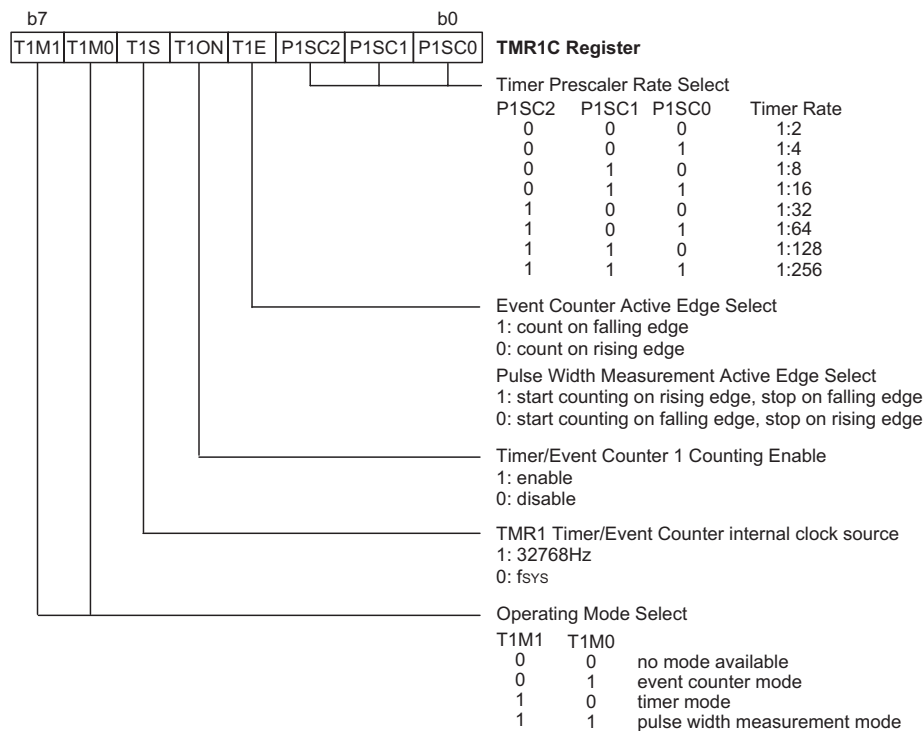 b7 b0
T1M1 T1M0 T1S T1ON T1E P1SC2 P1SC1 P1SC0 TMR1C Register
Timer Prescaler Rate Select
P1SC2 P1SC1 P1SC0 Timer Rate
0 0 0 1:2
0 0 1 1:4
0 1 0 1:8
0 1 1 1:16
1 0 0 1:32
1 0 1 1:64
1 1 0 1:128
1 1 1 1:256
Event Counter Active Edge Select
1: count on falling edge
0: count on rising edge
Pulse Width Measurement Active Edge Select
1: start counting on rising edge, stop on falling edge
0: start counting on falling edge, stop on rising edge
Timer/Event Counter 1 Counting Enable
1: enable
0: disable
TMR1 Timer/Event Counter internal clock source
1: 32768Hz
0: fSYS
Operating Mode Select
T1M1 T1M0
0 0 no mode available
0 1 event counter mode
1 0 timer mode
1 1 pulse width measurement mode